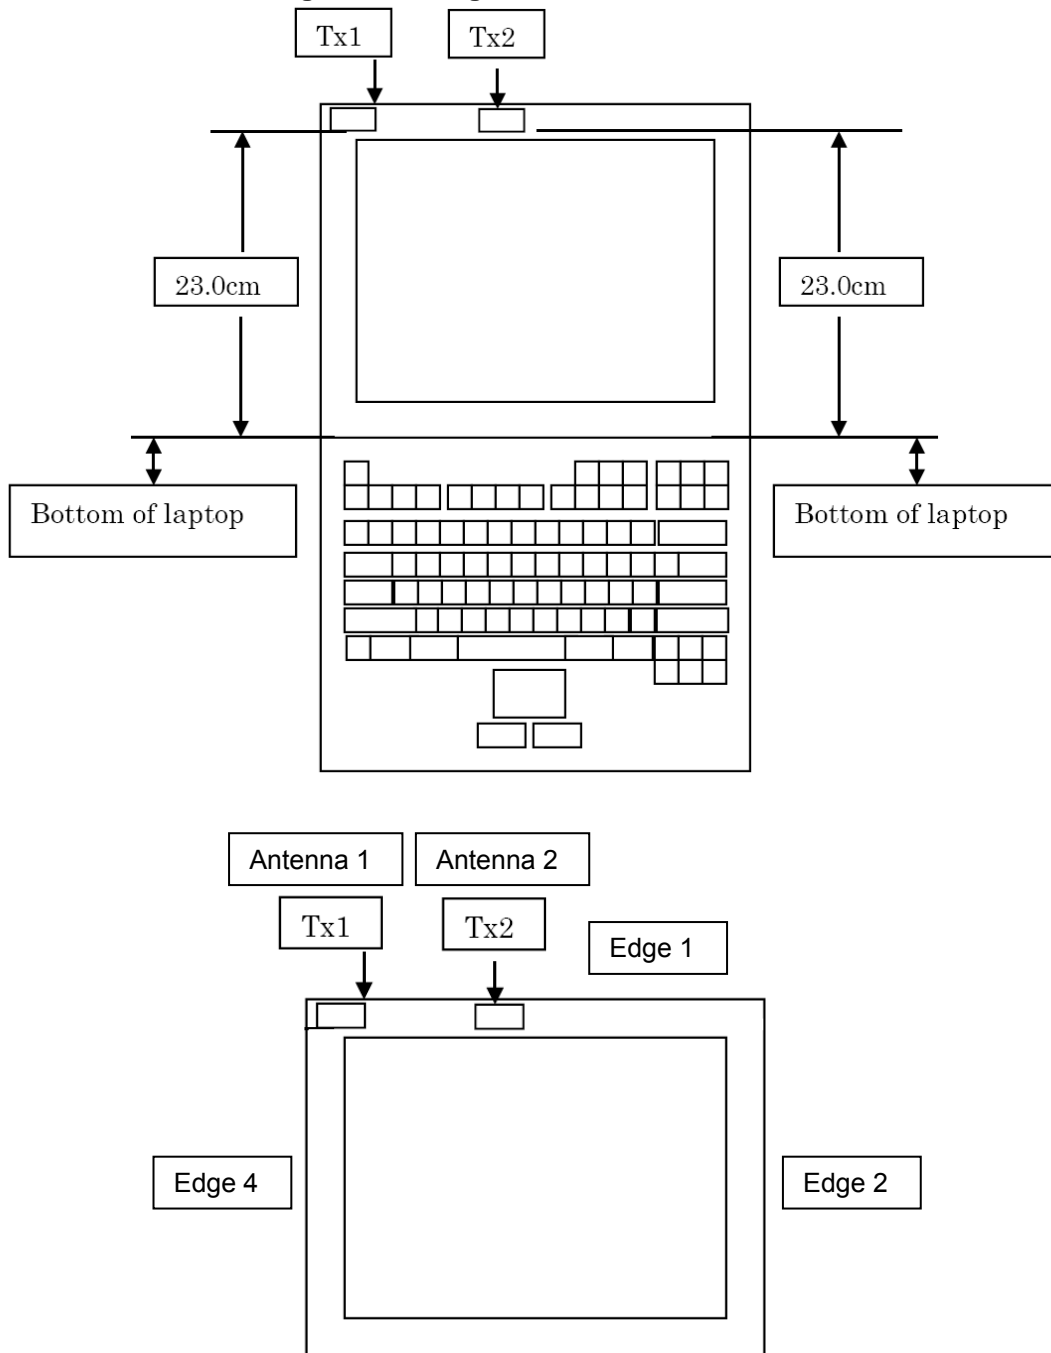 Tx1
Tx2
23.0cm
23.0cm
Bottom of laptop
Bottom of laptop
Antenna 1
Antenna 2
Tx1
Tx2
Edge 1
Edge 4
Edge 2